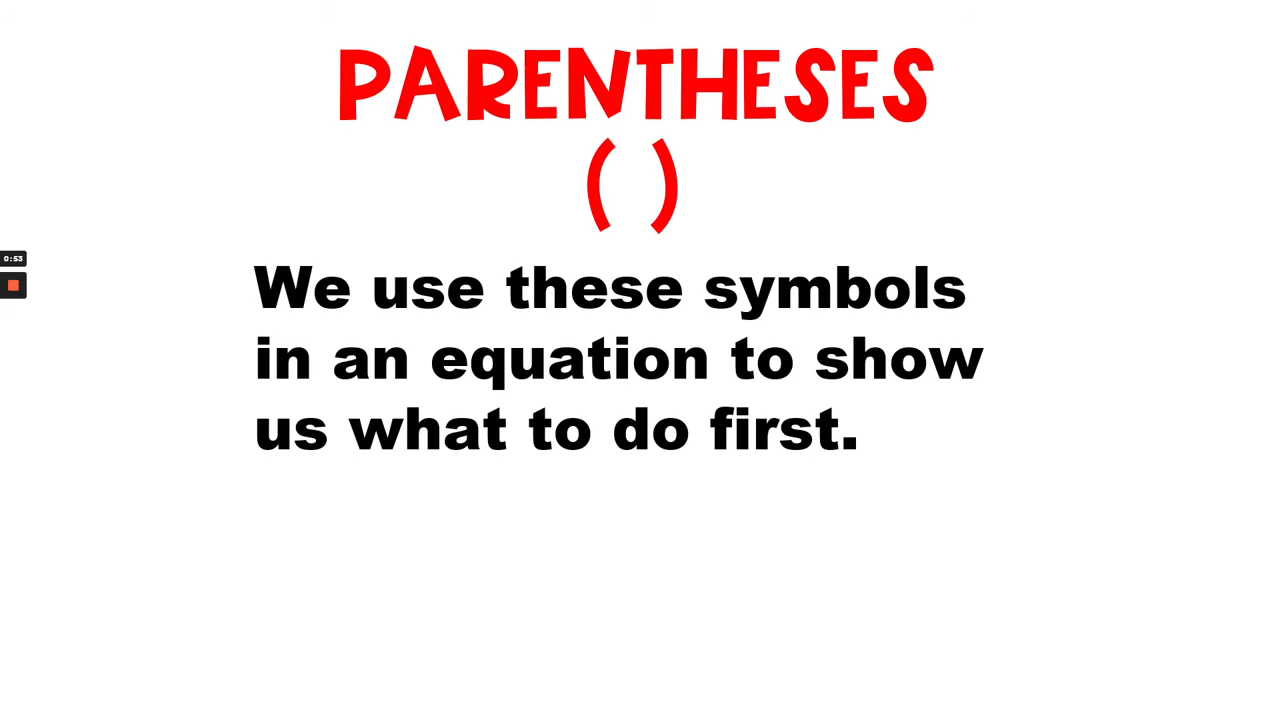 PARENTHESES
( )
0:53
We use these symbols
in an equation to show
us what to do first.